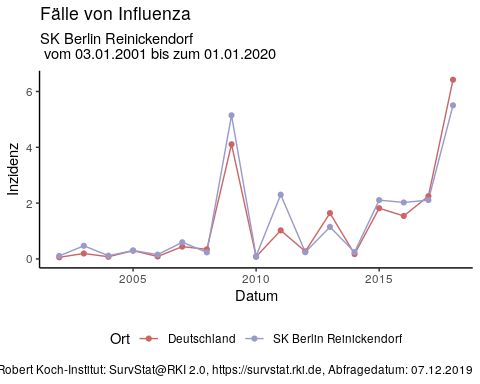 Fälle von Influenza
SK Berlin Reinickendorf
vom 03.01.2001 bis zum 01.01.2020
Inzidenz
6
4
2
0
2005 2010 2015
Datum
Ort Deutschland SK Berlin Reinickendorf
Robert Koch-Institut: SurvStat@RKI 2.0, https://survstat.rki.de, Abfragedatum: 07.12.2019